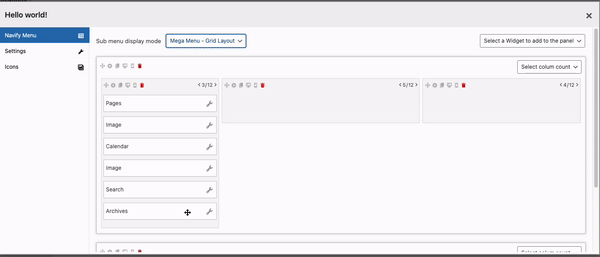 Hello world!
Navify Menu
Settings
Icons
Sub menu display mode
Mega Menu - Grid Layout
Select a Widget to add to the panel
Select colum count
< 3/12 >
< 5/12 >
< 4/12 >
Pages
Image
Calendar
Image
Search
Archives
Select colum count